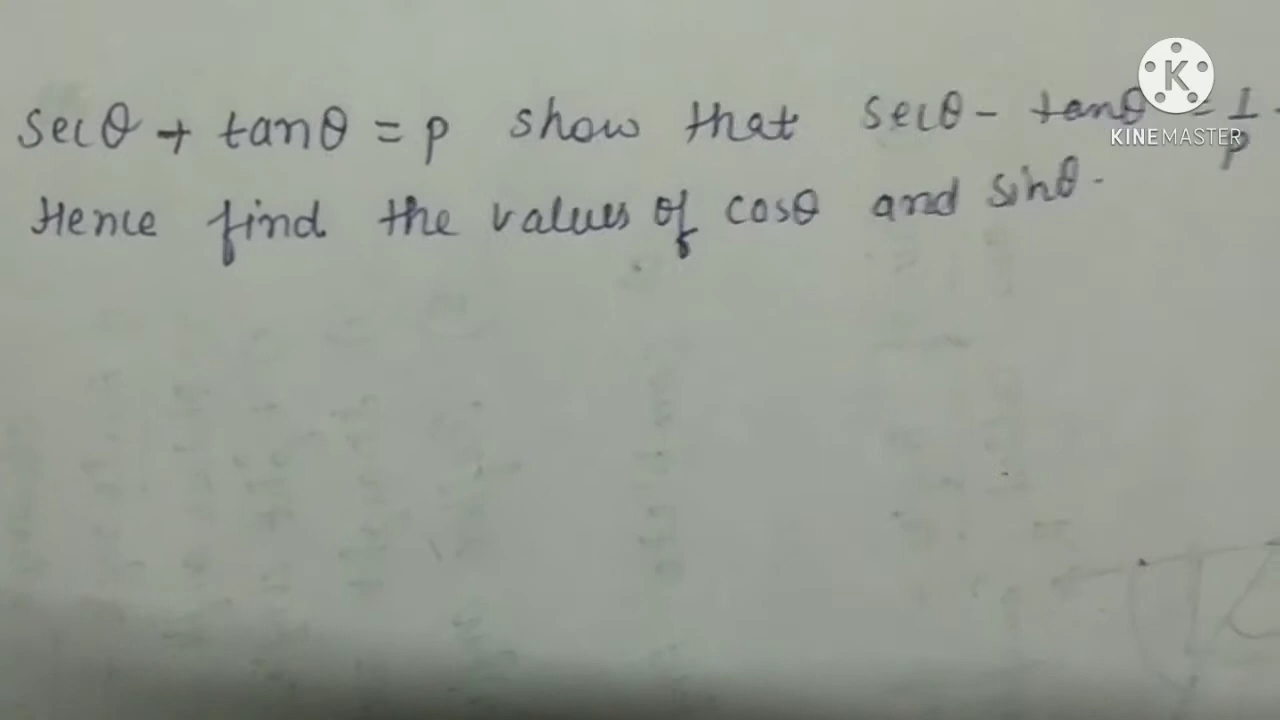 secθ + tanθ = p show that secθ - tanθ = 1/p.
Hence find the values of cosθ and sinθ.
K
KINEMASTER